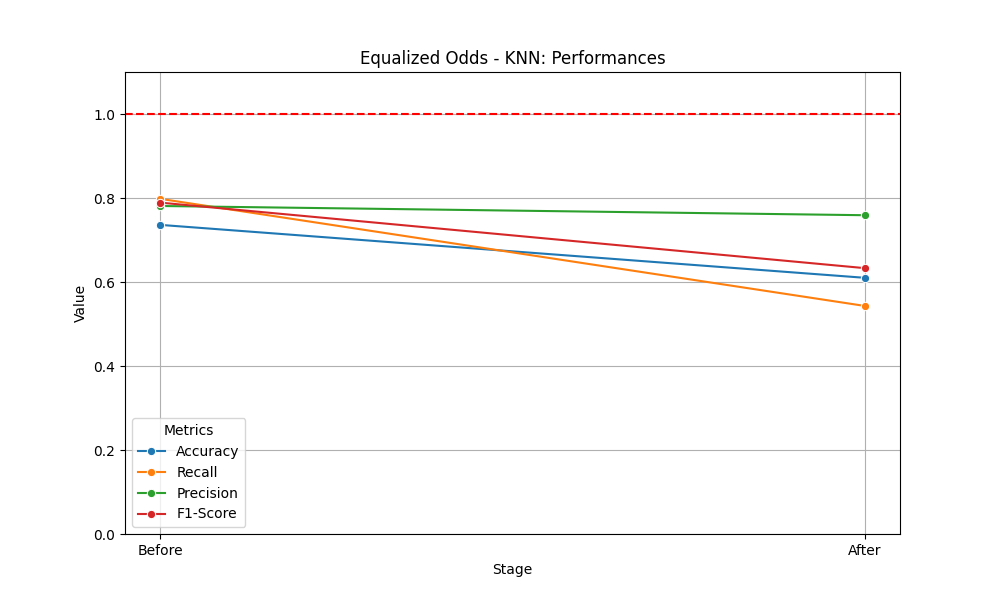 Equalized Odds - KNN: Performances
1.0
0.8
0.6
0.4
0.2
0.0
Value
Metrics
Accuracy
Recall
Precision
F1-Score
Before
After
Stage